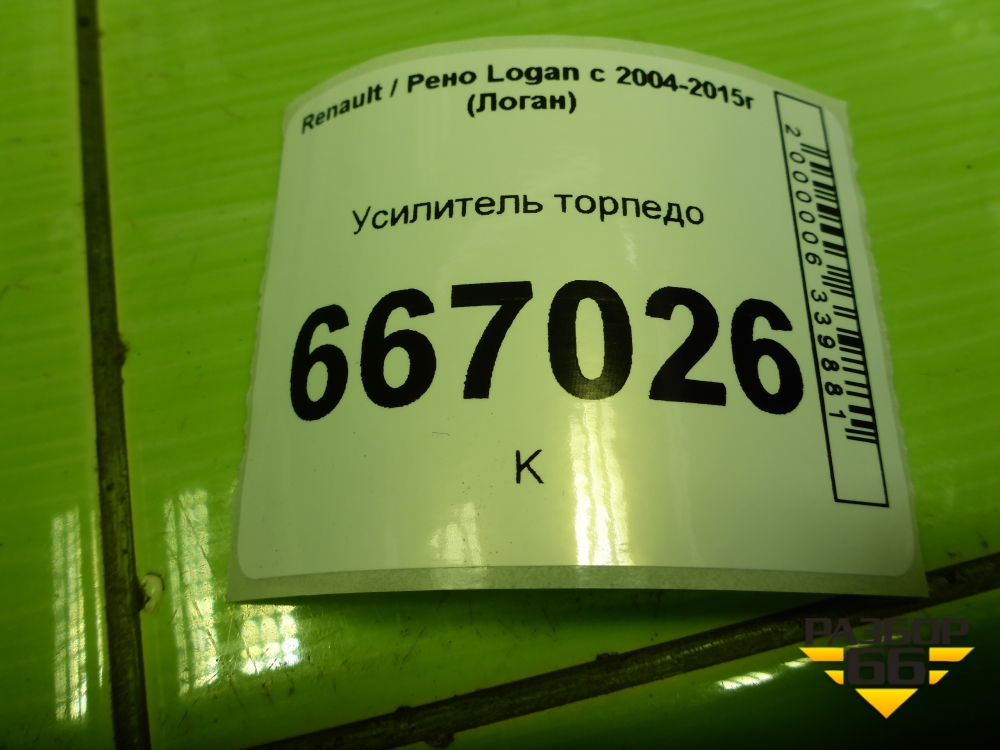 Renault / Рено Logan с 2004-2015г
(Логан)
Усилитель торпедо
667026
К
2000006339881
РАЗБОР
66